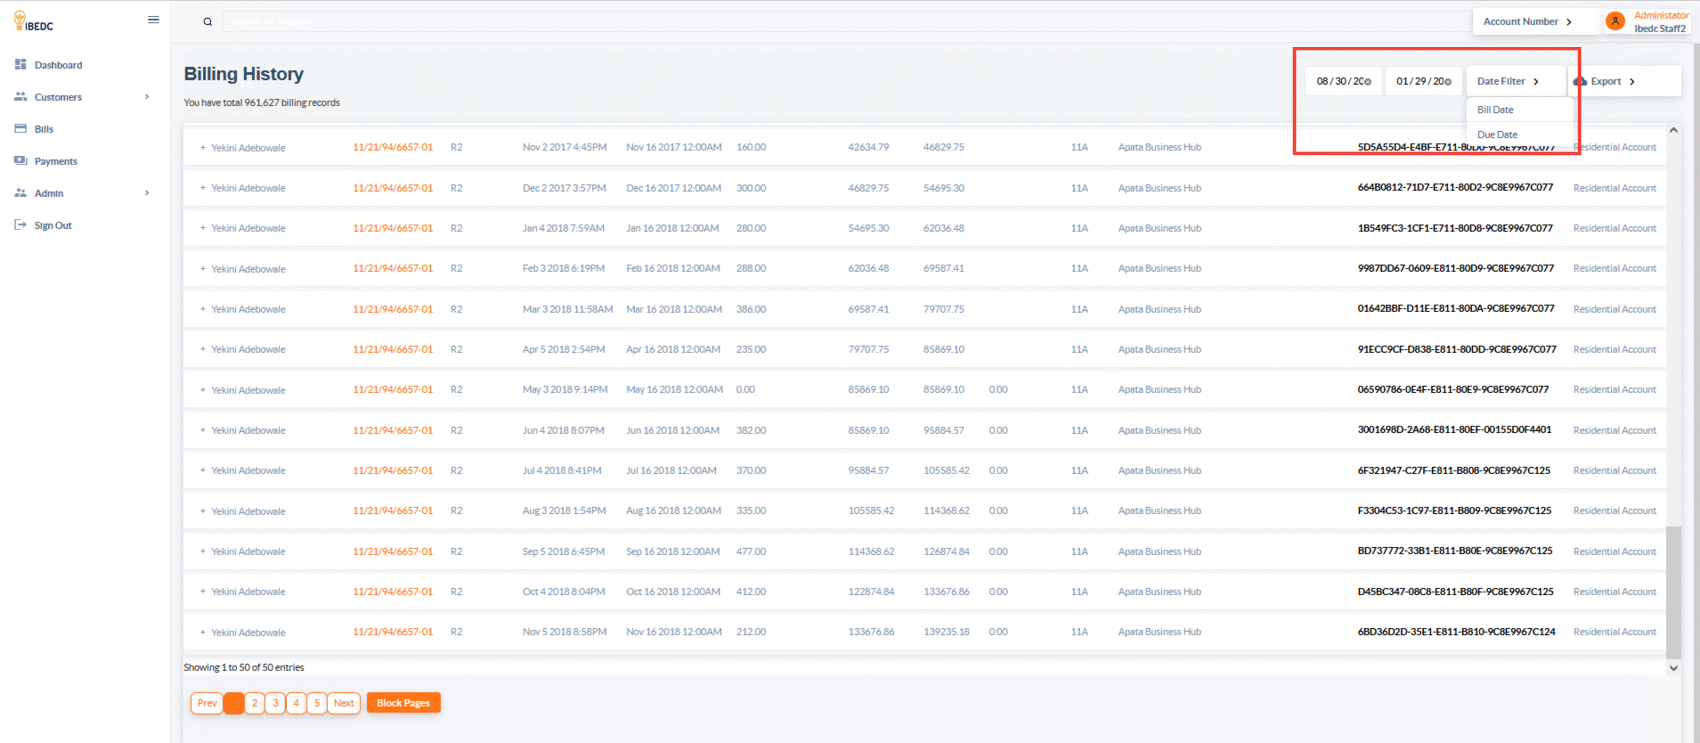 IBEDC
Account Number
Administator
Ibedc Staff2
Dashboard
Customers
Bills
Payments
Admin
Sign Out
Billing History
You have total 961,627 billing records
08 / 30 / 20 01 / 29 / 20 Date Filter Export
Bill Date
Due Date
+ Yekini Adebowale 11/21/94/6657-01 R2 Nov 2 2017 4:45PM Nov 16 2017 12:00AM 160.00 42634.79 46829.75 11A Apata Business Hub 5D5A55D4-E4BF-E711-80D0-9C8E9967C077 Residential Account
+ Yekini Adebowale 11/21/94/6657-01 R2 Dec 2 2017 3:57PM Dec 16 2017 12:00AM 300.00 46829.75 54695.30 11A Apata Business Hub 664B0812-71D7-E711-80D2-9C8E9967C077 Residential Account
+ Yekini Adebowale 11/21/94/6657-01 R2 Jan 4 2018 7:59AM Jan 16 2018 12:00AM 280.00 54695.30 62036.48 11A Apata Business Hub 1B549FC3-1CF1-E711-80D8-9C8E9967C077 Residential Account
+ Yekini Adebowale 11/21/94/6657-01 R2 Feb 3 2018 6:19PM Feb 16 2018 12:00AM 288.00 62036.48 69587.41 11A Apata Business Hub 9987DD67-0609-E811-80D9-9C8E9967C077 Residential Account
+ Yekini Adebowale 11/21/94/6657-01 R2 Mar 3 2018 11:58AM Mar 16 2018 12:00AM 386.00 69587.41 79707.75 11A Apata Business Hub 01642BBF-D11E-E811-80DA-9C8E9967C077 Residential Account
+ Yekini Adebowale 11/21/94/6657-01 R2 Apr 5 2018 2:54PM Apr 16 2018 12:00AM 235.00 79707.75 85869.10 11A Apata Business Hub 91ECC9CF-D838-E811-80DD-9C8E9967C077 Residential Account
+ Yekini Adebowale 11/21/94/6657-01 R2 May 3 2018 9:14PM May 16 2018 12:00AM 0.00 85869.10 85869.10 0.00 11A Apata Business Hub 06590786-0E4F-E811-80E9-9C8E9967C077 Residential Account
+ Yekini Adebowale 11/21/94/6657-01 R2 Jun 4 2018 8:07PM Jun 16 2018 12:00AM 382.00 85869.10 95884.57 0.00 11A Apata Business Hub 3001698D-2A68-E811-80EF-00155D0F4401 Residential Account
+ Yekini Adebowale 11/21/94/6657-01 R2 Jul 4 2018 8:41PM Jul 16 2018 12:00AM 370.00 95884.57 105585.42 0.00 11A Apata Business Hub 6F321947-C27F-E811-B808-9C8E9967C125 Residential Account
+ Yekini Adebowale 11/21/94/6657-01 R2 Aug 3 2018 1:54PM Aug 16 2018 12:00AM 335.00 105585.42 114368.62 0.00 11A Apata Business Hub F3304C53-1C97-E811-B809-9C8E9967C125 Residential Account
+ Yekini Adebowale 11/21/94/6657-01 R2 Sep 5 2018 6:45PM Sep 16 2018 12:00AM 477.00 114368.62 126874.84 0.00 11A Apata Business Hub BD737772-33B1-E811-B80E-9C8E9967C125 Residential Account
+ Yekini Adebowale 11/21/94/6657-01 R2 Oct 4 2018 8:04PM Oct 16 2018 12:00AM 412.00 122874.84 133676.86 0.00 11A Apata Business Hub D45BC347-08C8-E811-B80F-9C8E9967C125 Residential Account
+ Yekini Adebowale 11/21/94/6657-01 R2 Nov 5 2018 8:58PM Nov 16 2018 12:00AM 212.00 133676.86 139235.18 0.00 11A Apata Business Hub 6BD36D2D-35E1-E811-B810-9C8E9967C124 Residential Account
Showing 1 to 50 of 50 entries
Prev 2 3 4 5 Next Block Pages